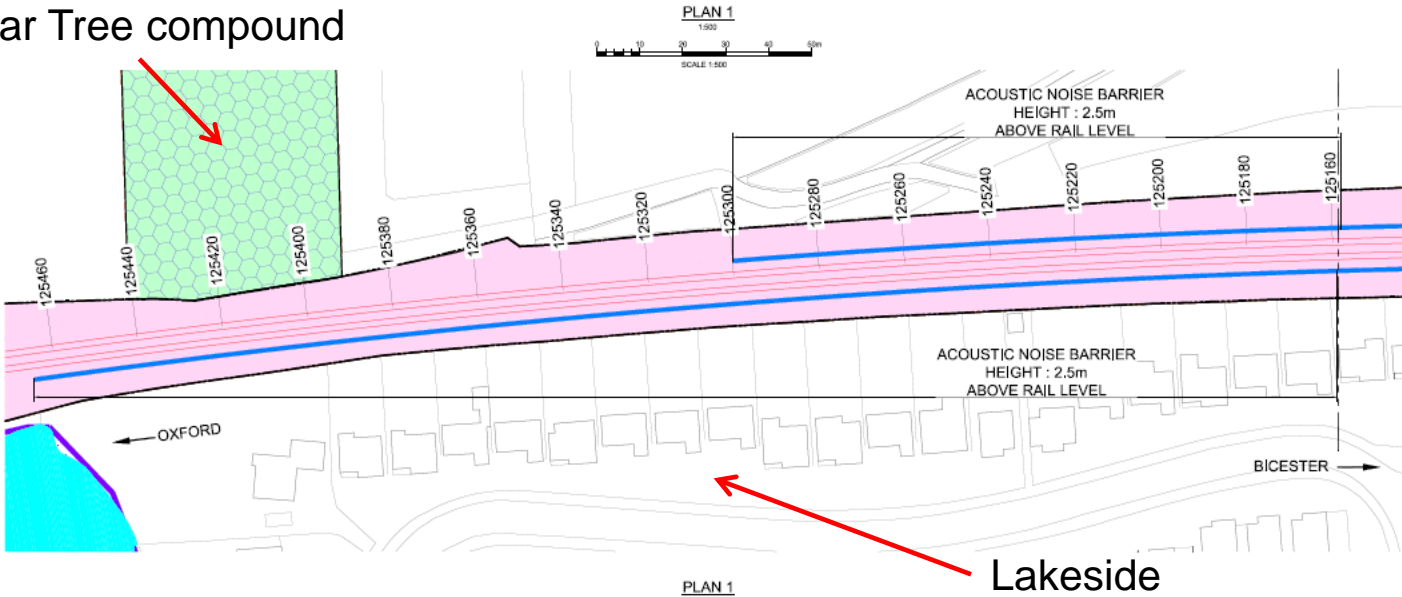 PLAN 1
1:500
0 10 20 30 40 50m
SCALE 1:500
ar Tree compound
ACOUSTIC NOISE BARRIER
HEIGHT : 2.5m
ABOVE RAIL LEVEL
125460
125440
125420
125400
125380
125360
125340
125320
125300
125280
125260
125240
125220
125200
125180
125160
ACOUSTIC NOISE BARRIER
HEIGHT : 2.5m
ABOVE RAIL LEVEL
OXFORD
BICESTER
Lakeside
PLAN 1